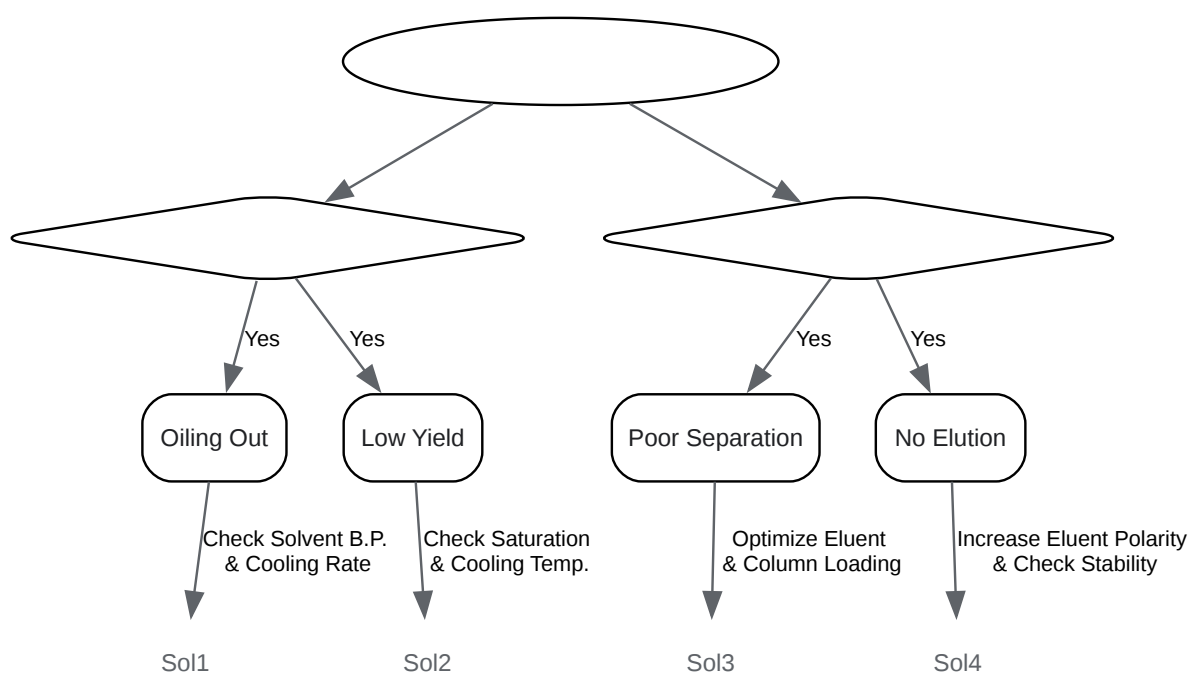 Yes
Yes
Yes
Yes
Oiling Out
Low Yield
Poor Separation
No Elution
Check Solvent B.P.
& Cooling Rate
Check Saturation
& Cooling Temp.
Optimize Eluent
& Column Loading
Increase Eluent Polarity
& Check Stability
Sol1
Sol2
Sol3
Sol4